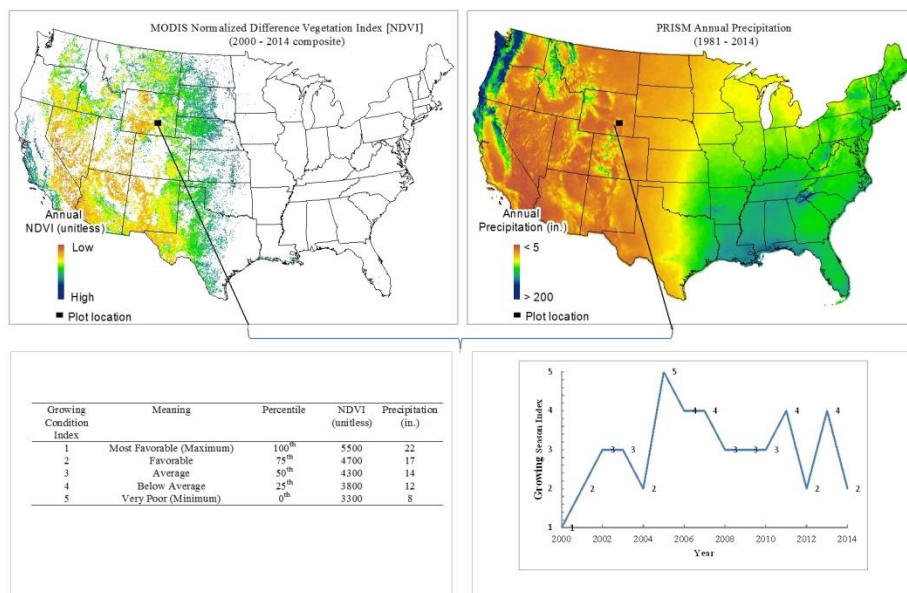 MODIS Normalized Difference Vegetation Index [NDVI]
(2000 - 2014 composite)
Annual
NDVI (unitless)
Low
High
Plot location
PRISM Annual Precipitation
(1981 - 2014)
Annual
Precipitation (in.)
< 5
> 200
Plot location
Growing Condition Index Meaning Percentile NDVI (unitless) Precipitation (in.)
1 Most Favorable (Maximum) 100th 5500 22
2 Favorable 75th 4700 17
3 Average 50th 4300 14
4 Below Average 25th 3800 12
5 Very Poor (Minimum) 0th 3300 8
Growing Season Index
5
4
3
2
1
1 2 3 3 2 5 4 4 3 3 3 4 2 4 2
2000 2002 2004 2006 2008 2010 2012 2014
Year